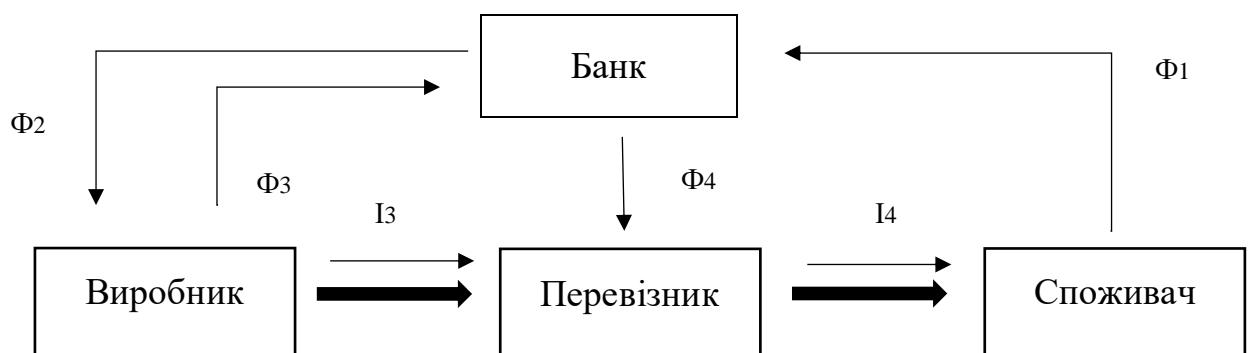 Банк
Ф1
Ф2
Ф3
Ф4
І3
І4
Виробник
Перевізник
Споживач